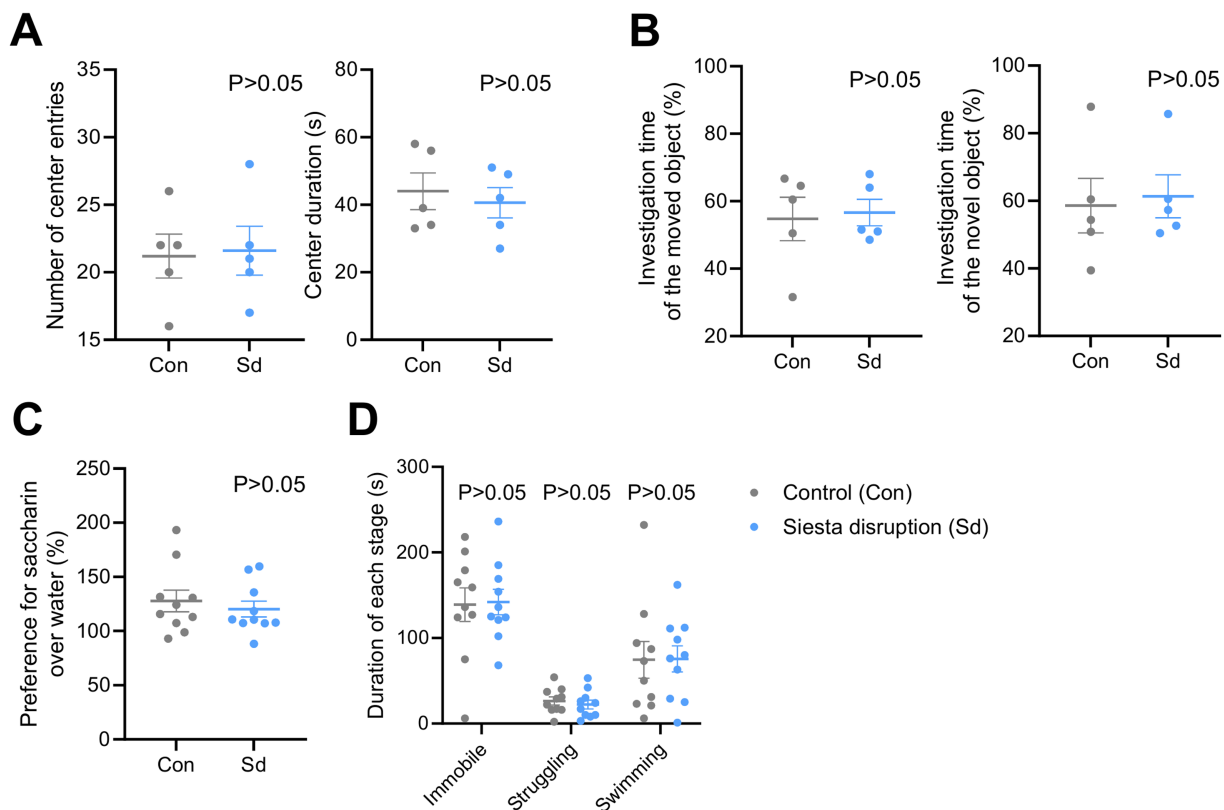 A
Number of center entries
35
30
25
20
15
P>0.05
Con
Sd
Center duration (s)
80
60
40
20
0
P>0.05
Con
Sd
B
Investigation time
of the moved object (%)
100
80
60
40
20
P>0.05
Con
Sd
Investigation time
of the novel object (%)
100
80
60
40
20
P>0.05
Con
Sd
C
Preference for saccharin
over water (%)
250
200
150
100
50
0
P>0.05
Con
Sd
D
Duration of each stage (s)
300
200
100
0
P>0.05
P>0.05
P>0.05
Immobile
Struggling
Swimming
Control (Con)
Siesta disruption (Sd)